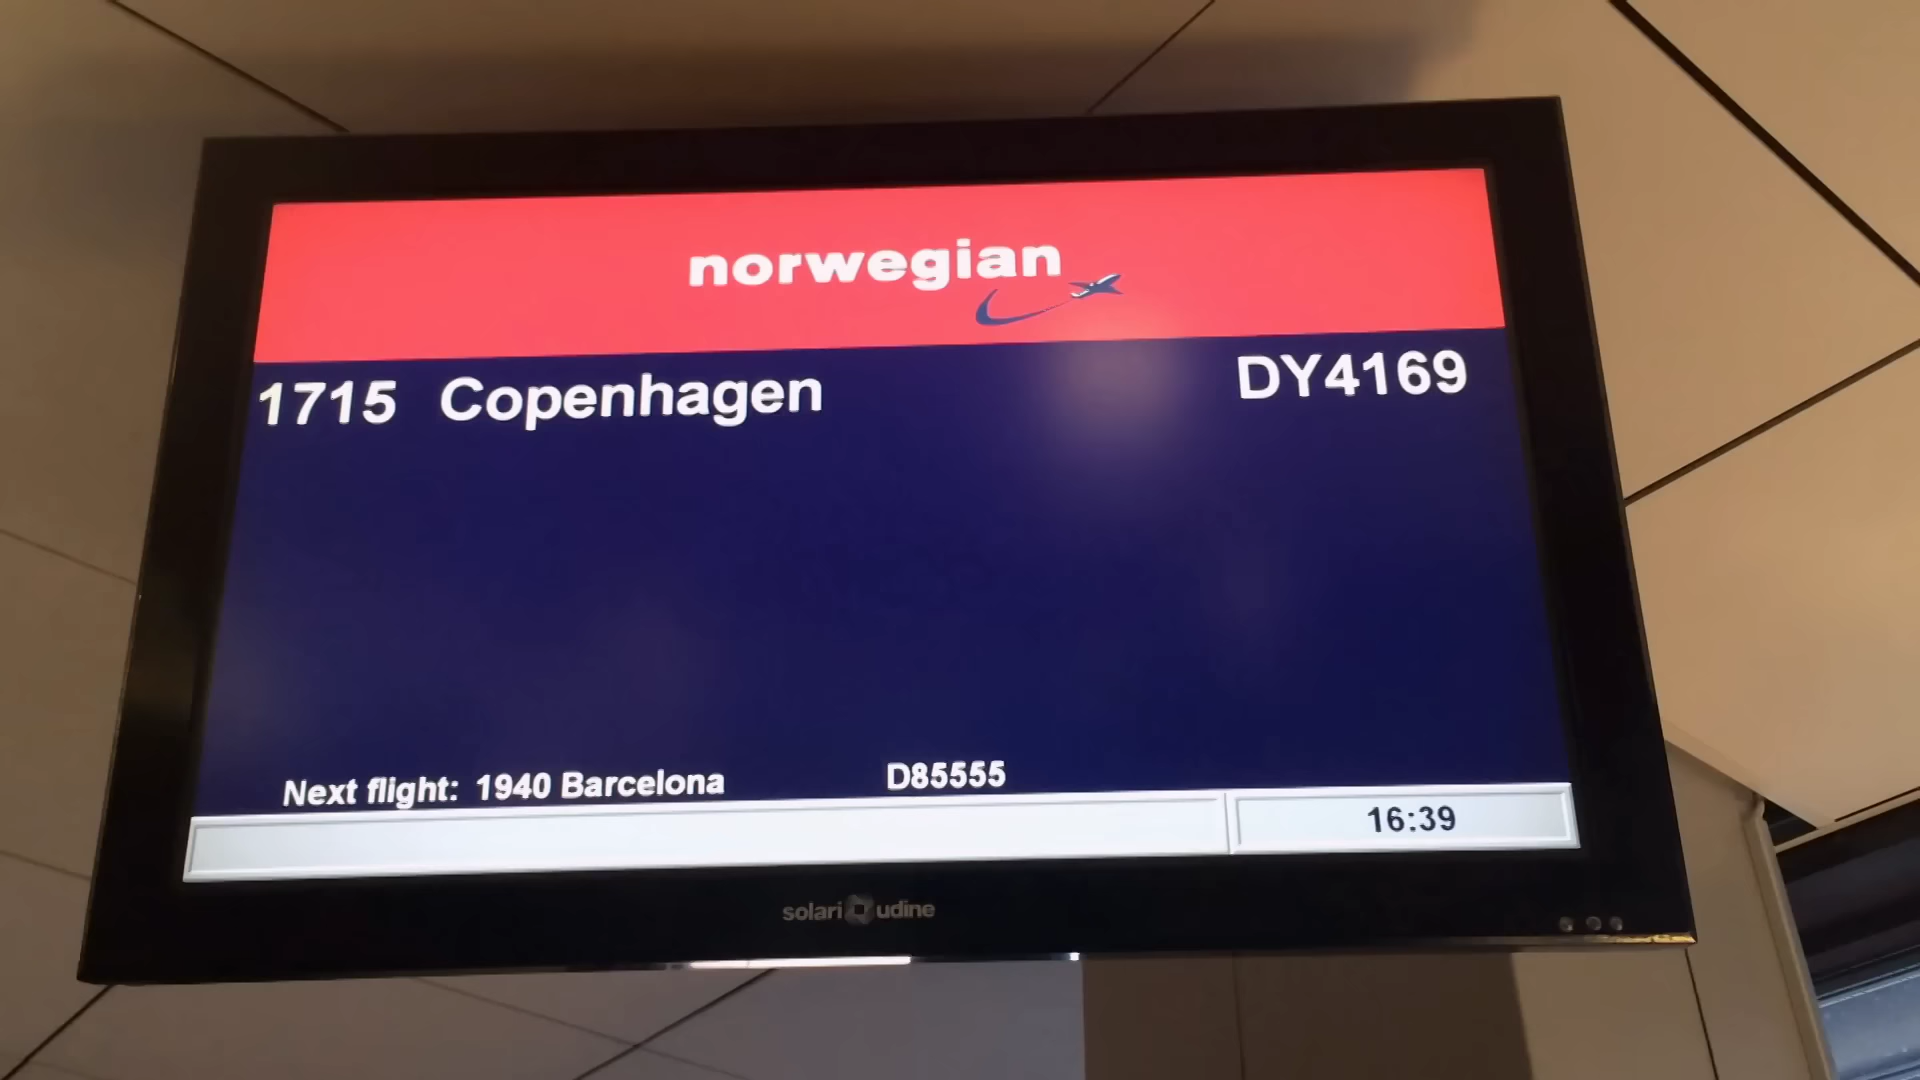 norwegian
1715 Copenhagen DY4169
Next flight: 1940 Barcelona D85555
16:39
solari udine